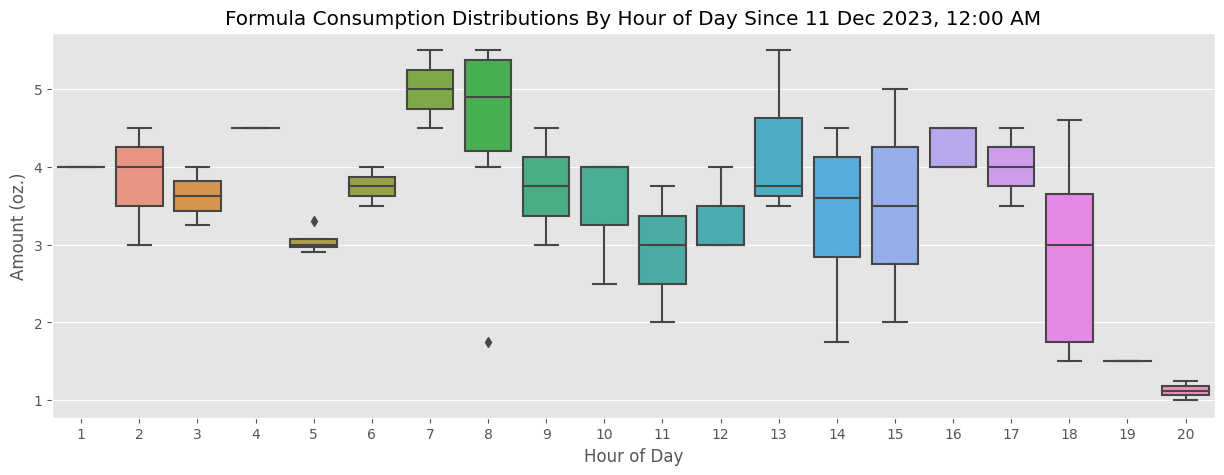 Formula Consumption Distributions By Hour of Day Since 11 Dec 2023, 12:00 AM
Amount (oz.)
5
4
3
2
1
1 2 3 4 5 6 7 8 9 10 11 12 13 14 15 16 17 18 19 20
Hour of Day